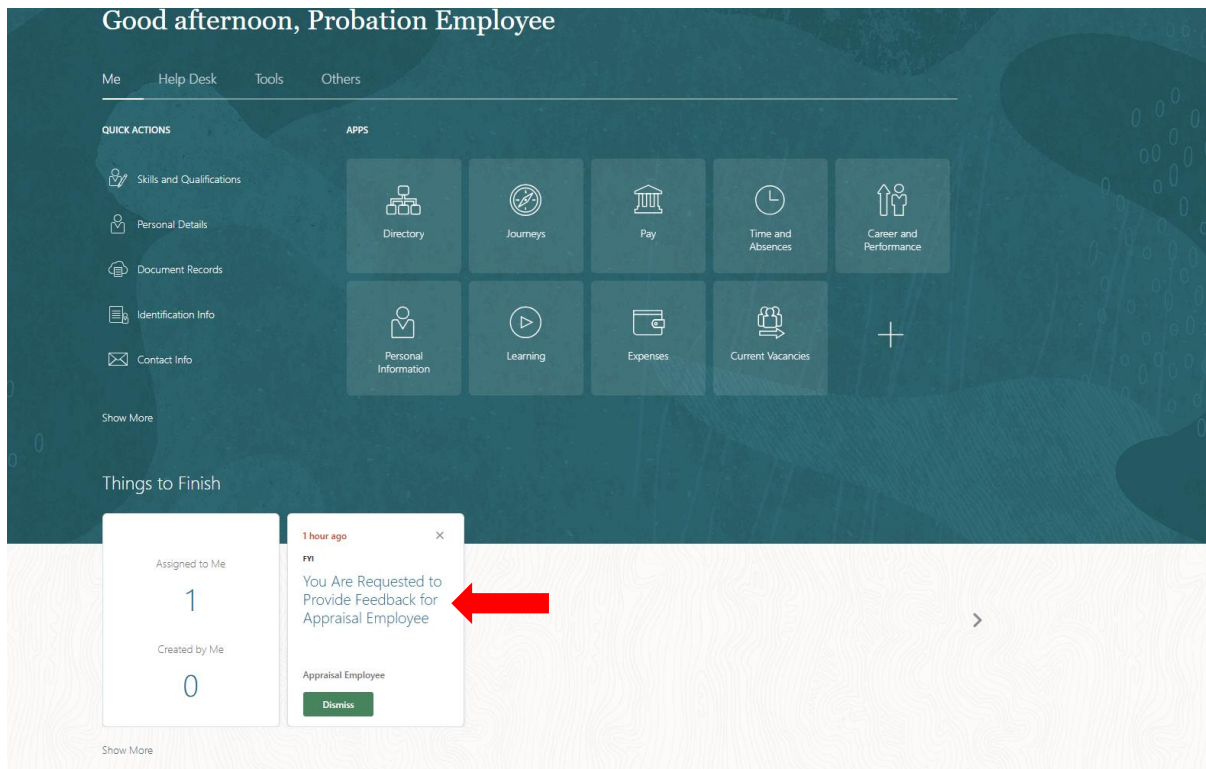 Good afternoon, Probation Employee
Me
Help Desk
Tools
Others
QUICK ACTIONS
Skills and Qualifications
Personal Details
Document Records
Identification Info
Contact Info
Show More
APPS
Directory
Journeys
Pay
Time and
Absences
Career and
Performance
Personal
Information
Learning
Expenses
Current Vacancies
Things to Finish
Assigned to Me
1
Created by Me
0
1 hour ago
FYI
You Are Requested to
Provide Feedback for
Appraisal Employee
Appraisal Employee
Dismiss
Show More